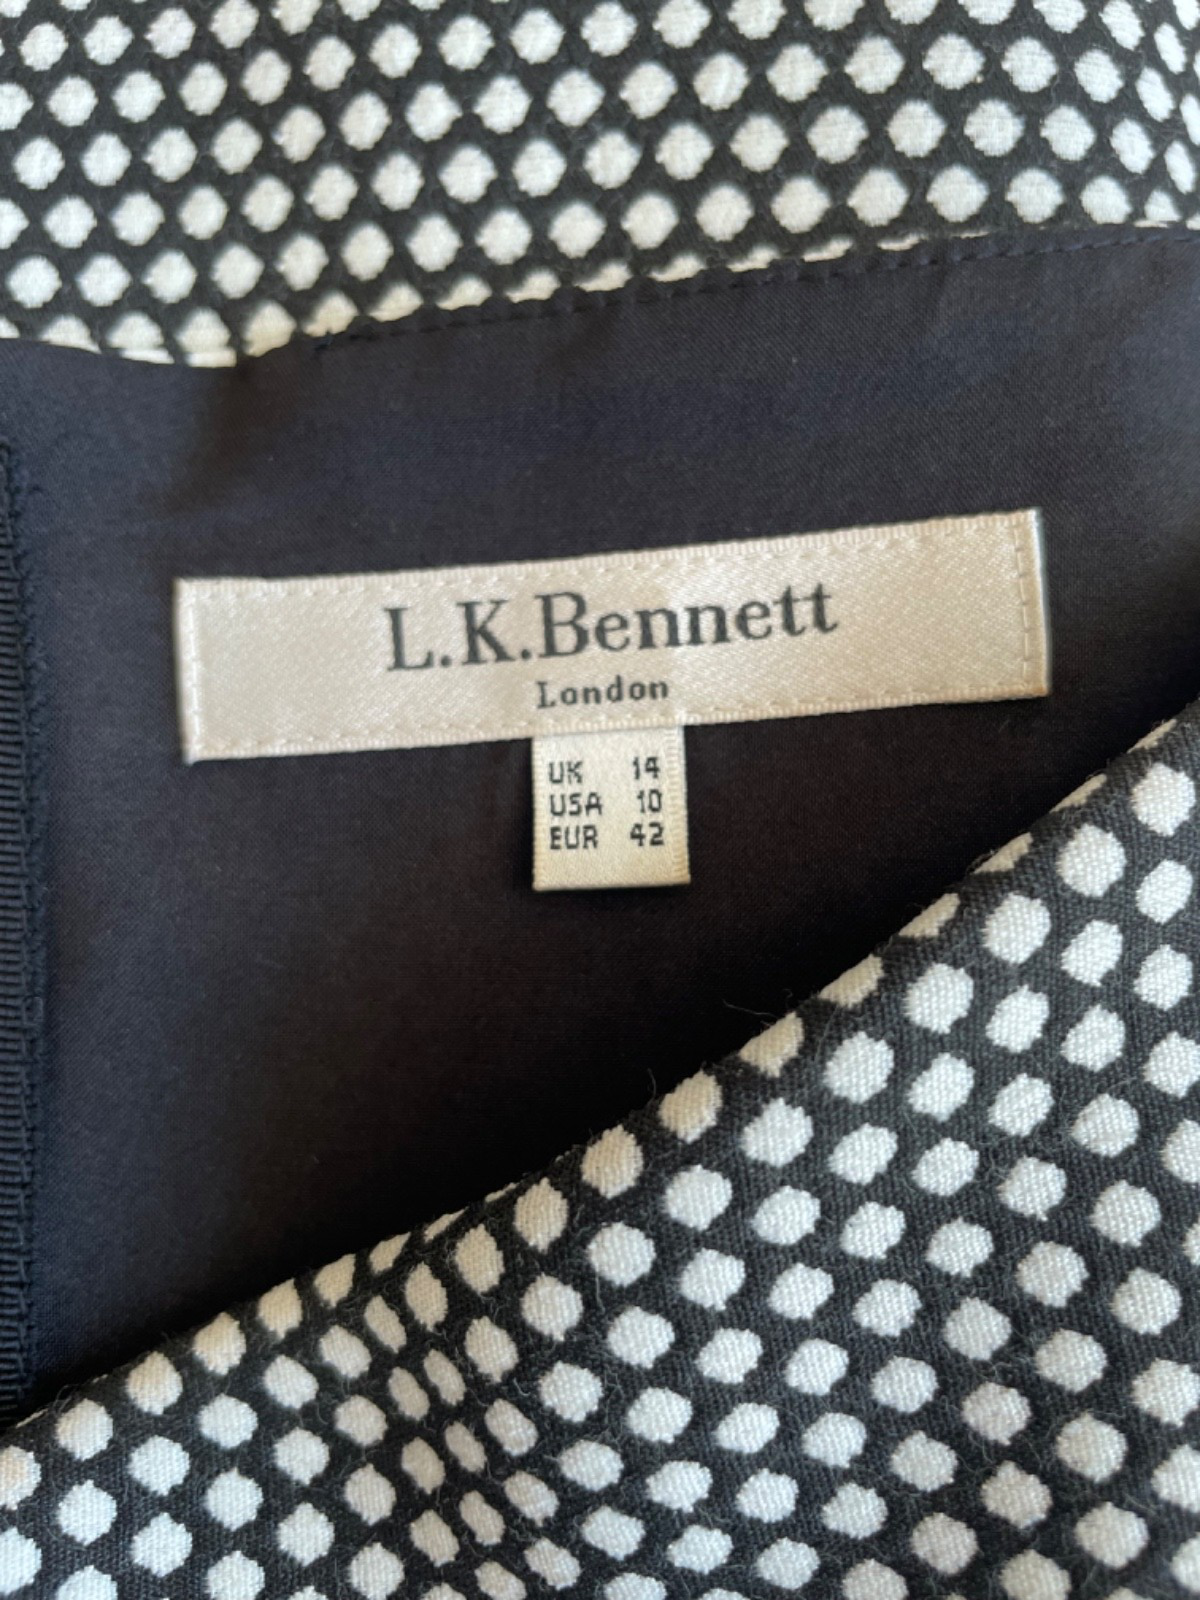 L.K.Bennett
London
UK 14
USA 10
EUR 42